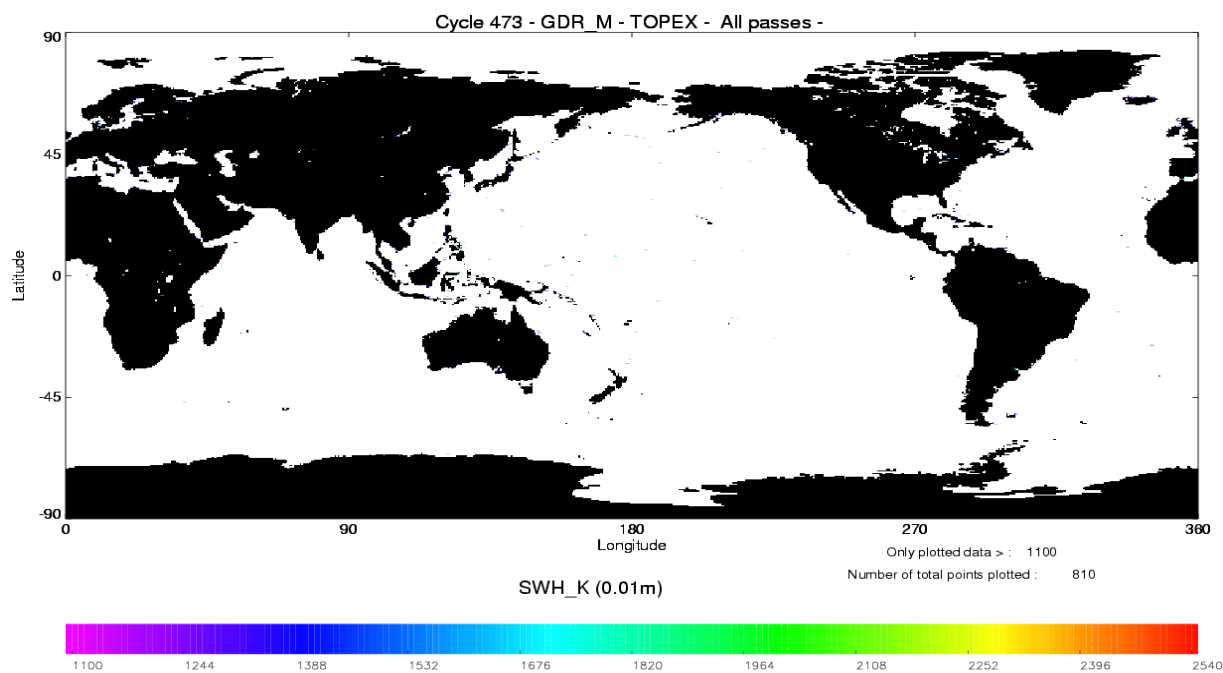 Cycle 473 - GDR_M - TOPEX - All passes -
90
45
0
-45
-90
Latitude
0 90 180 270 360
Longitude
Only plotted data > : 1100
Number of total points plotted : 810
SWH_K (0.01m)
1100 1244 1388 1532 1676 1820 1964 2108 2252 2396 2540